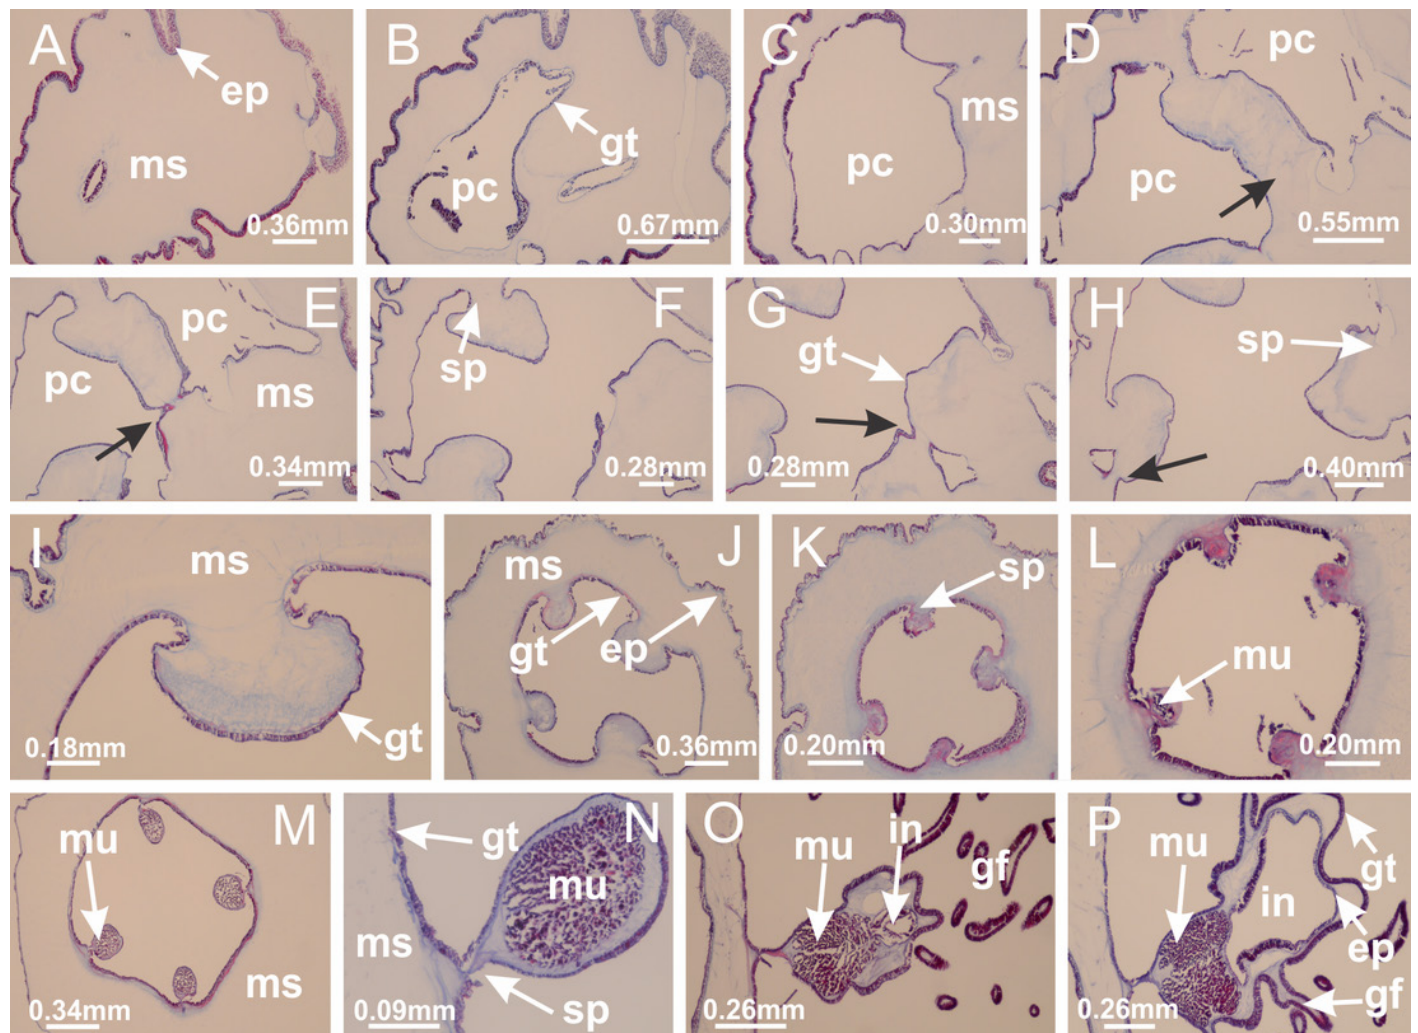 A
ep
ms
0.36mm
B
gt
pc
0.67mm
C
ms
pc
0.30mm
D
pc
pc
0.55mm
E
pc
pc
ms
0.34mm
F
sp
0.28mm
G
gt
0.28mm
H
sp
0.40mm
I
ms
0.18mm
gt
J
ms
gt
ep
0.36mm
K
sp
0.20mm
L
mu
0.20mm
M
mu
ms
0.34mm
N
gt
mu
ms
sp
0.09mm
O
mu
in
gf
0.26mm
P
mu
gt
in
ep
gf
0.26mm